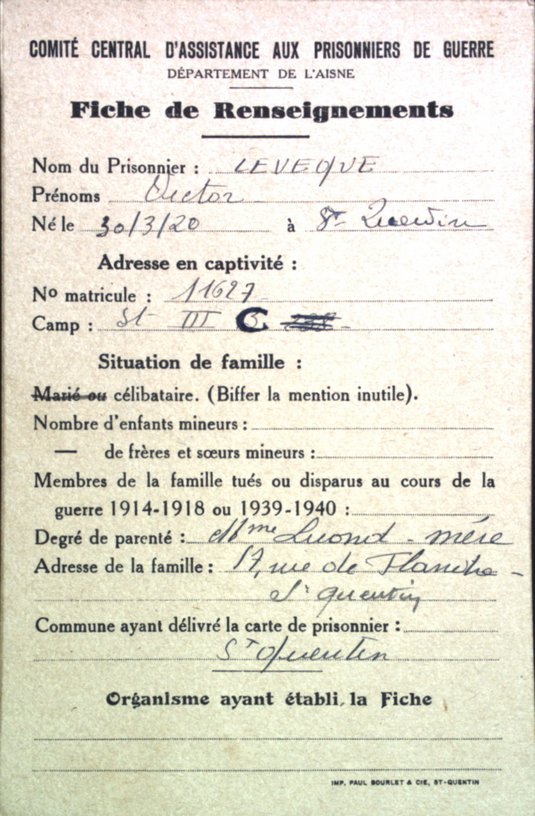 COMITÉ CENTRAL D'ASSISTANCE AUX PRISONNIERS DE GUERRE
DÉPARTEMENT DE L'AISNE
Fiche de Renseignements
Nom du Prisonnier : LEVEQUE
Prénoms Victor
Né le 30/3/20 à St Quentin
Adresse en captivité :
No matricule : 11627
Camp : St III C
Situation de famille :
Marié ou célibataire. (Biffer la mention inutile).
Nombre d'enfants mineurs :
— de frères et sœurs mineurs :
Membres de la famille tués ou disparus au cours de la
guerre 1914-1918 ou 1939-1940 :
Degré de parenté : Mme - mère
Adresse de la famille : 17, rue de Flandre -
St Quentin
Commune ayant délivré la carte de prisonnier :
St Quentin
Organisme ayant établi la Fiche
IMP. PAUL BOURLET & CIE, ST-QUENTIN